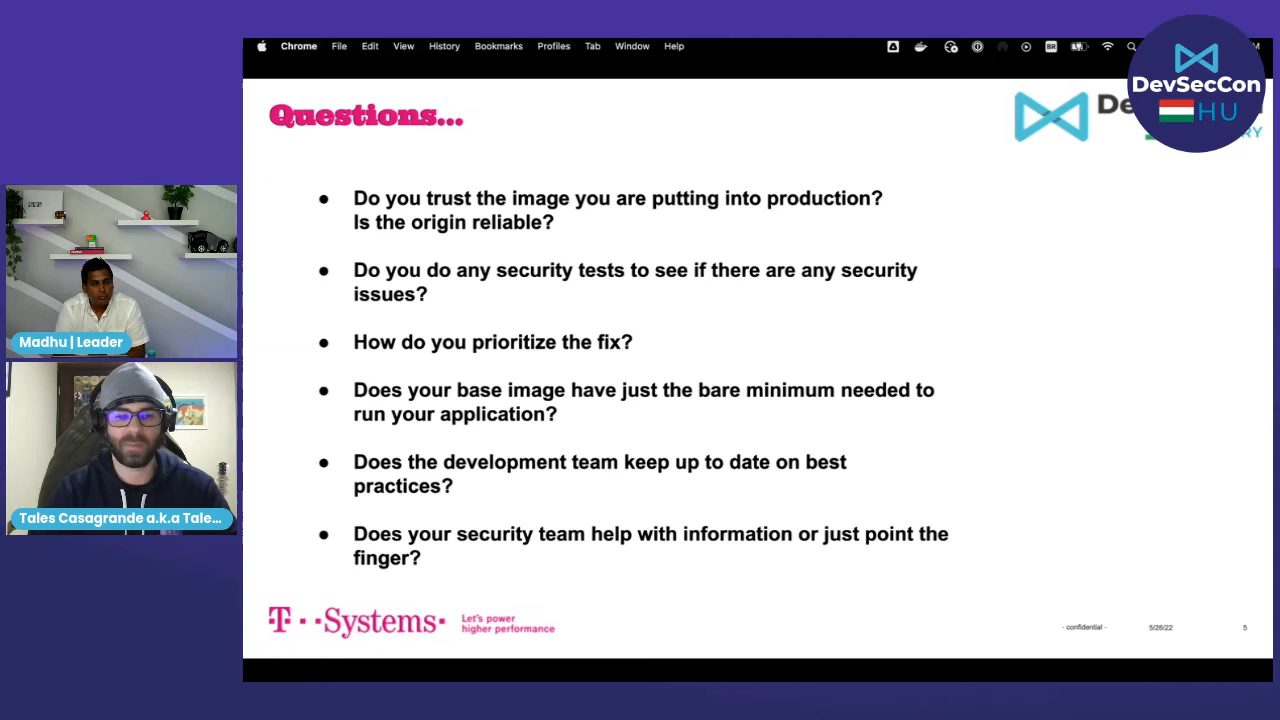 Chrome File Edit View History Bookmarks Profiles Tab Window Help
BR
DevSecCon
HU
Questions...
De
RY
● Do you trust the image you are putting into production?
Is the origin reliable?
● Do you do any security tests to see if there are any security
issues?
● How do you prioritize the fix?
● Does your base image have just the bare minimum needed to
run your application?
● Does the development team keep up to date on best
practices?
● Does your security team help with information or just point the
finger?
Madhu | Leader
Tales Casagrande a.k.a Tale...
T··Systems·
Let's power
higher performance
- confidential -
5/26/22
5